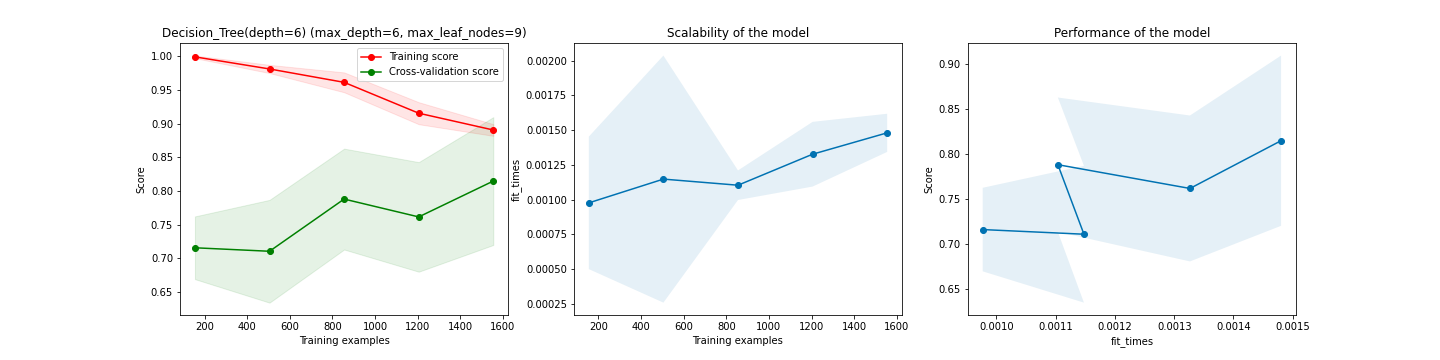 Decision_Tree(depth=6) (max_depth=6, max_leaf_nodes=9)
Training score
Cross-validation score
1.00
0.95
0.90
0.85
0.80
0.75
0.70
0.65
Score
200 400 600 800 1000 1200 1400 1600
Training examples
Scalability of the model
0.00200
0.00175
0.00150
0.00125
0.00100
0.00075
0.00050
0.00025
fit_times
200 400 600 800 1000 1200 1400 1600
Training examples
Performance of the model
0.90
0.85
0.80
0.75
0.70
0.65
Score
0.0010 0.0011 0.0012 0.0013 0.0014 0.0015
fit_times